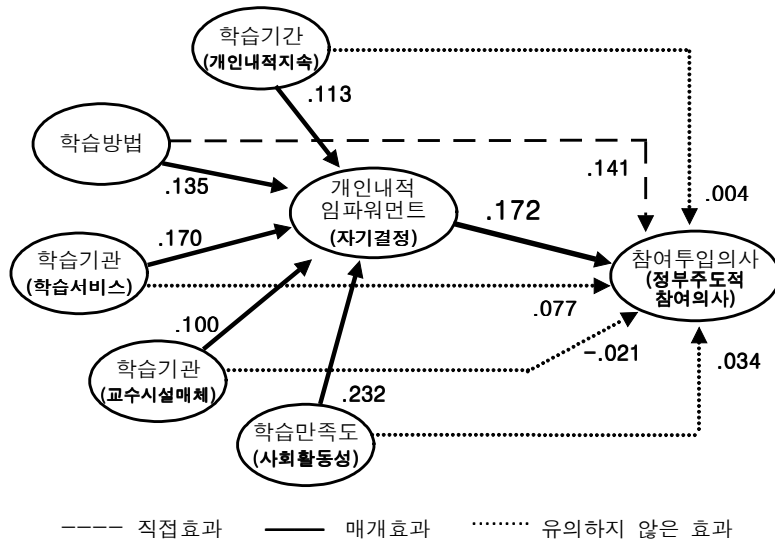 학습기간
(개인내적지속)
.113
학습방법
.135
.141
.004
개인내적
임파워먼트
(자기결정)
.172
학습기관
(학습서비스)
.170
참여투입의사
(정부주도적
참여의사)
.077
.100
-.021
.034
학습기관
(교수시설매체)
.232
학습만족도
(사회활동성)
직접효과
매개효과
유의하지 않은 효과